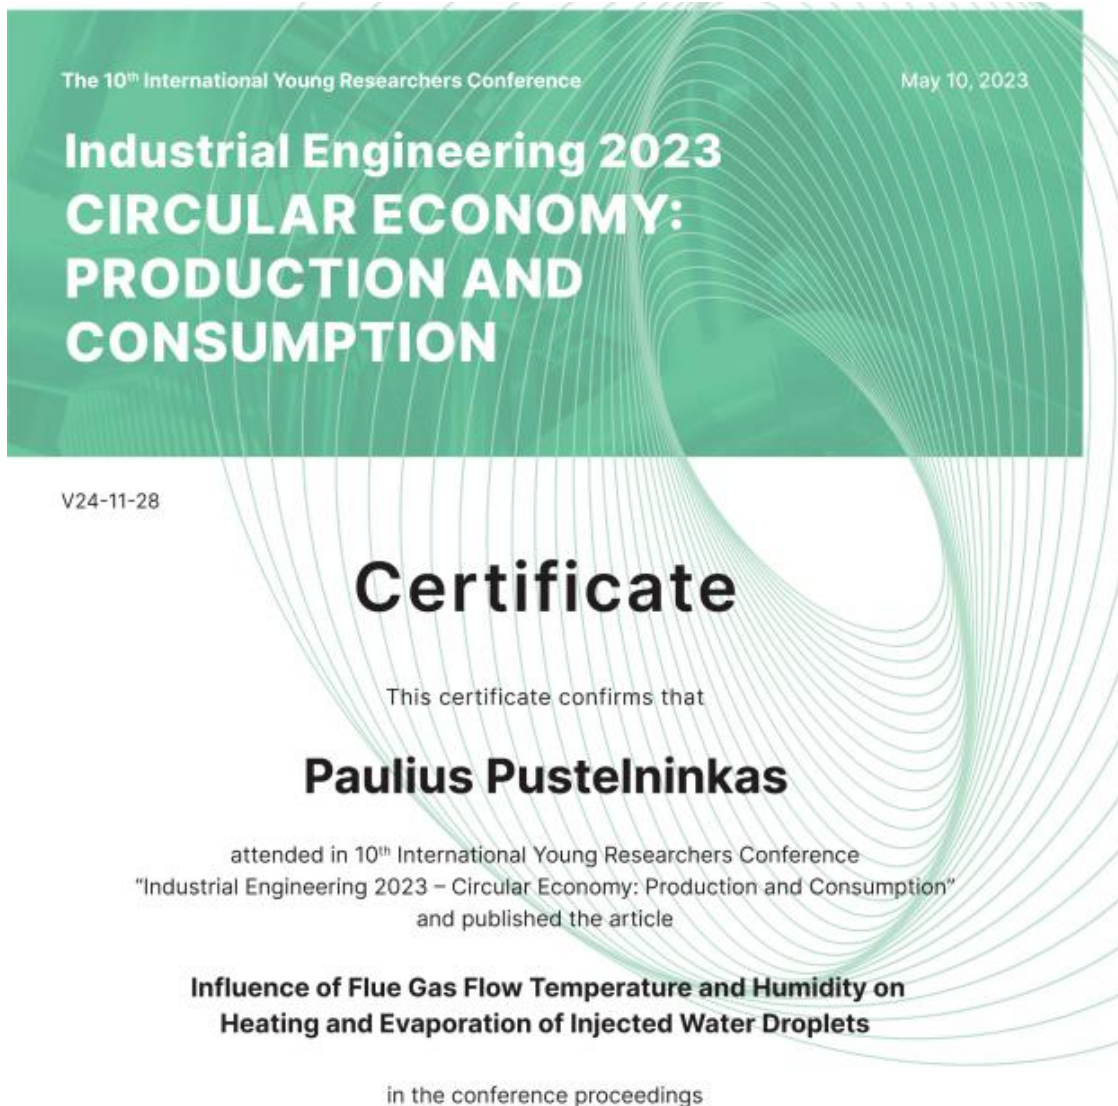 The 10th International Young Researchers Conference
May 10, 2023
Industrial Engineering 2023
CIRCULAR ECONOMY:
PRODUCTION AND
CONSUMPTION
V24-11-28
Certificate
This certificate confirms that
Paulius Pustelninkas
attended in 10th International Young Researchers Conference
“Industrial Engineering 2023 – Circular Economy: Production and Consumption”
and published the article
Influence of Flue Gas Flow Temperature and Humidity on
Heating and Evaporation of Injected Water Droplets
in the conference proceedings